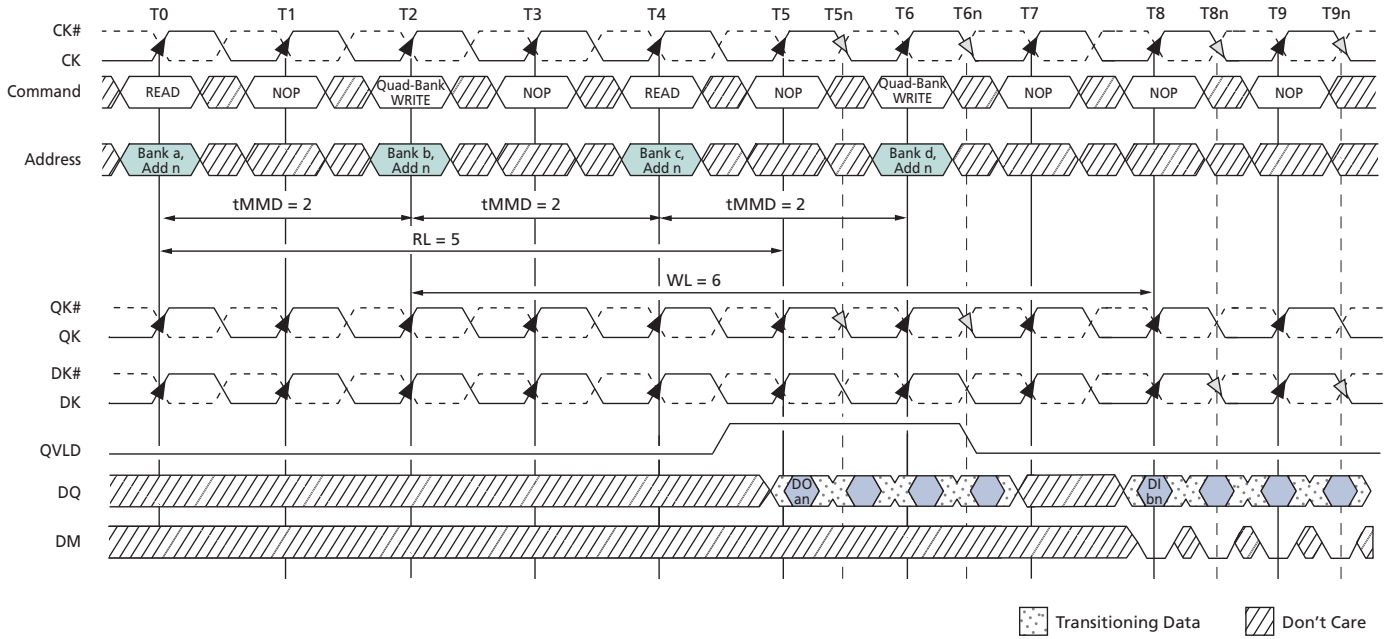 T0 T1 T2 T3 T4 T5 T5n T6 T6n T7 T8 T8n T9 T9n
CK#
CK
Command READ NOP Quad-Bank WRITE NOP READ NOP Quad-Bank WRITE NOP NOP NOP
Address Bank a, Add n Bank b, Add n Bank c, Add n Bank d, Add n
tMMD = 2 tMMD = 2 tMMD = 2
RL = 5
WL = 6
QK#
QK
DK#
DK
QVLD
DQ DO an DI bn
DM
Transitioning Data Don't Care